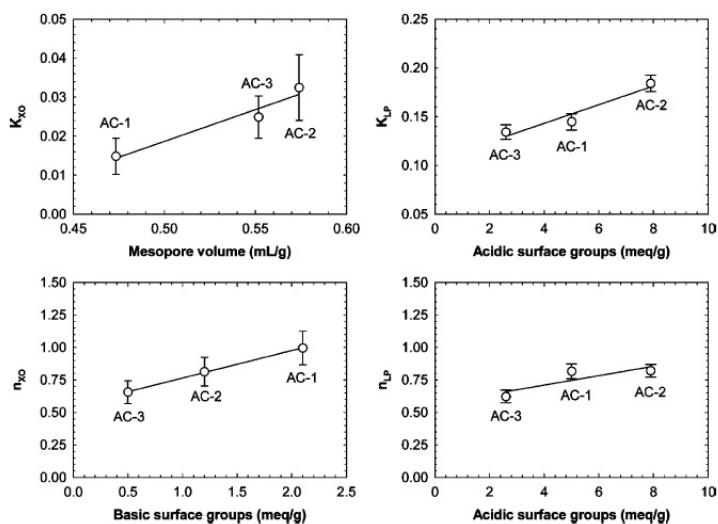 0.05
0.04
0.03
0.02
0.01
0.00
K_XO
AC-1
AC-3
AC-2
0.45 0.50 0.55 0.60
Mesopore volume (mL/g)
0.25
0.20
0.15
0.10
0.05
K_LP
AC-3
AC-1
AC-2
0 2 4 6 8 10
Acidic surface groups (meq/g)
1.50
1.25
1.00
0.75
0.50
0.25
0.00
n_XO
AC-3
AC-2
AC-1
0.0 0.5 1.0 1.5 2.0 2.5
Basic surface groups (meq/g)
1.50
1.25
1.00
0.75
0.50
0.25
0.00
n_LP
AC-3
AC-1
AC-2
0 2 4 6 8 10
Acidic surface groups (meq/g)